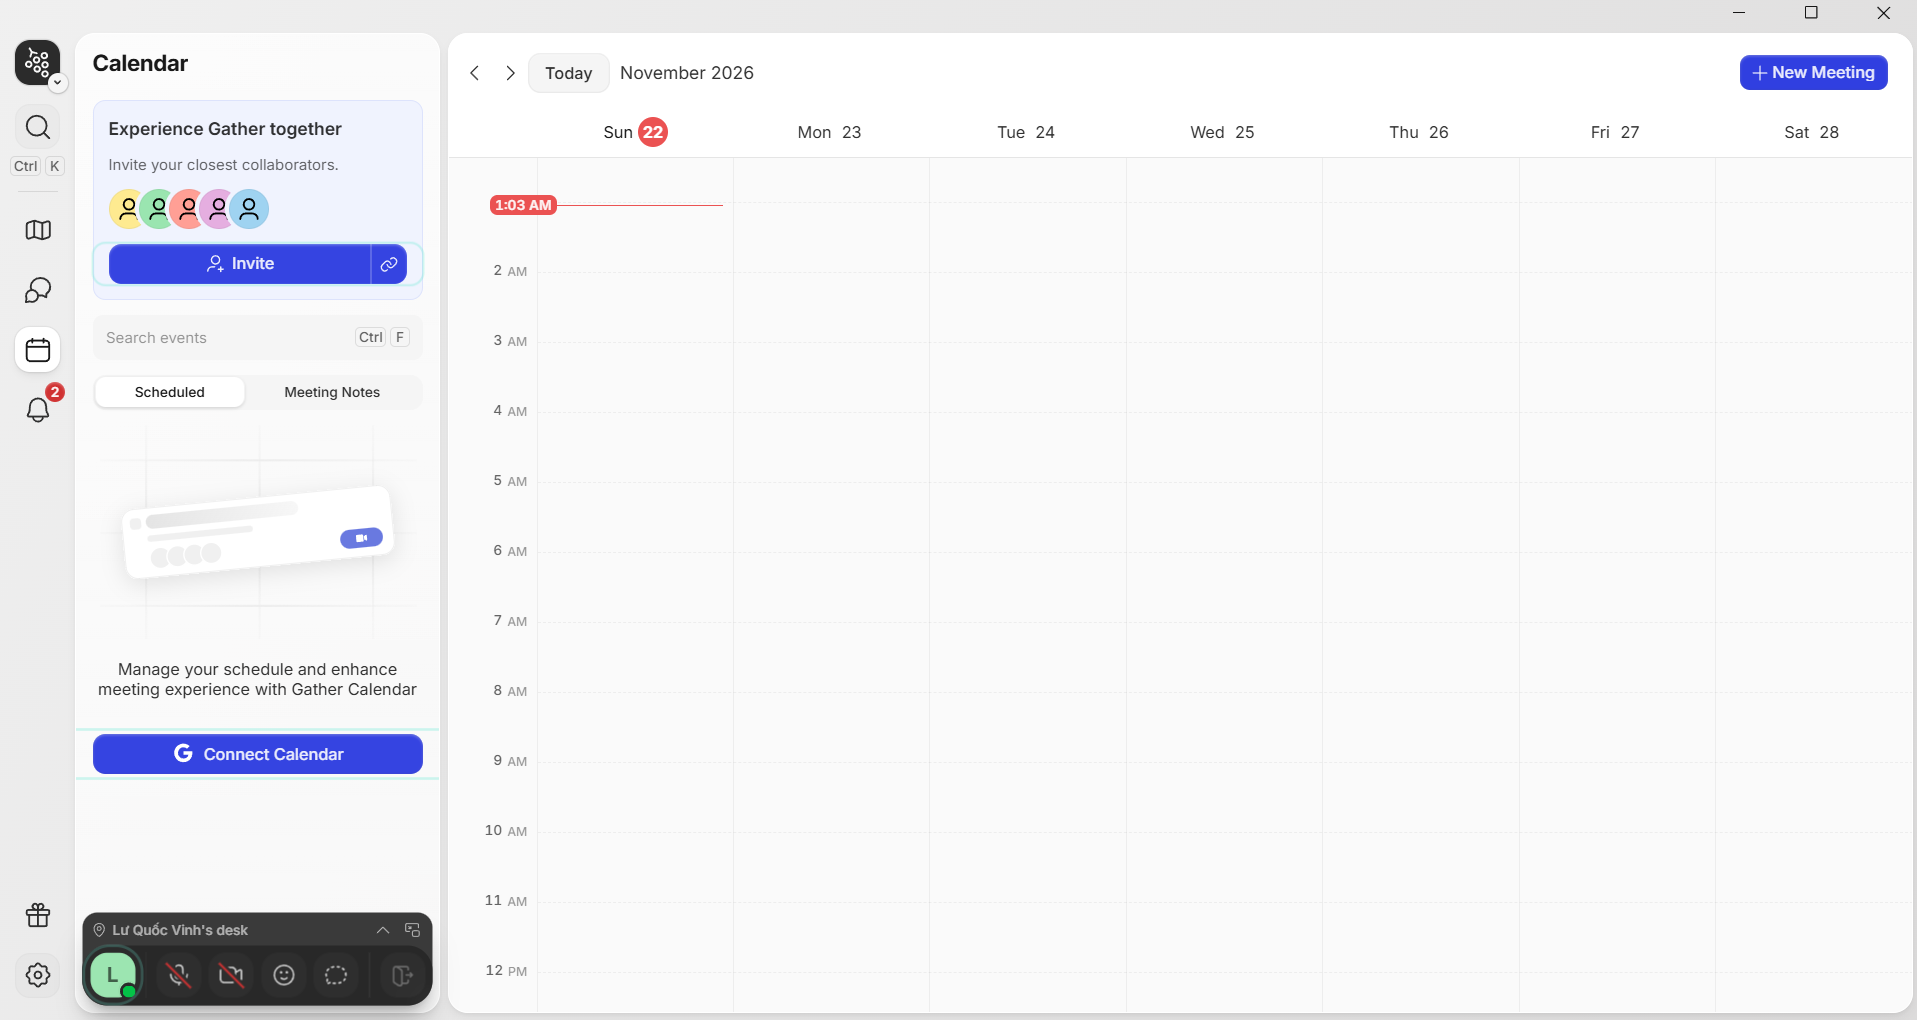 Calendar
Experience Gather together
Invite your closest collaborators.
Invite
Search events Ctrl F
Scheduled Meeting Notes
Manage your schedule and enhance
meeting experience with Gather Calendar
Connect Calendar
Lư Quốc Vinh's desk
L
Ctrl K
2
Today November 2026
New Meeting
Sun 22 Mon 23 Tue 24 Wed 25 Thu 26 Fri 27 Sat 28
1:03 AM
2 AM
3 AM
4 AM
5 AM
6 AM
7 AM
8 AM
9 AM
10 AM
11 AM
12 PM